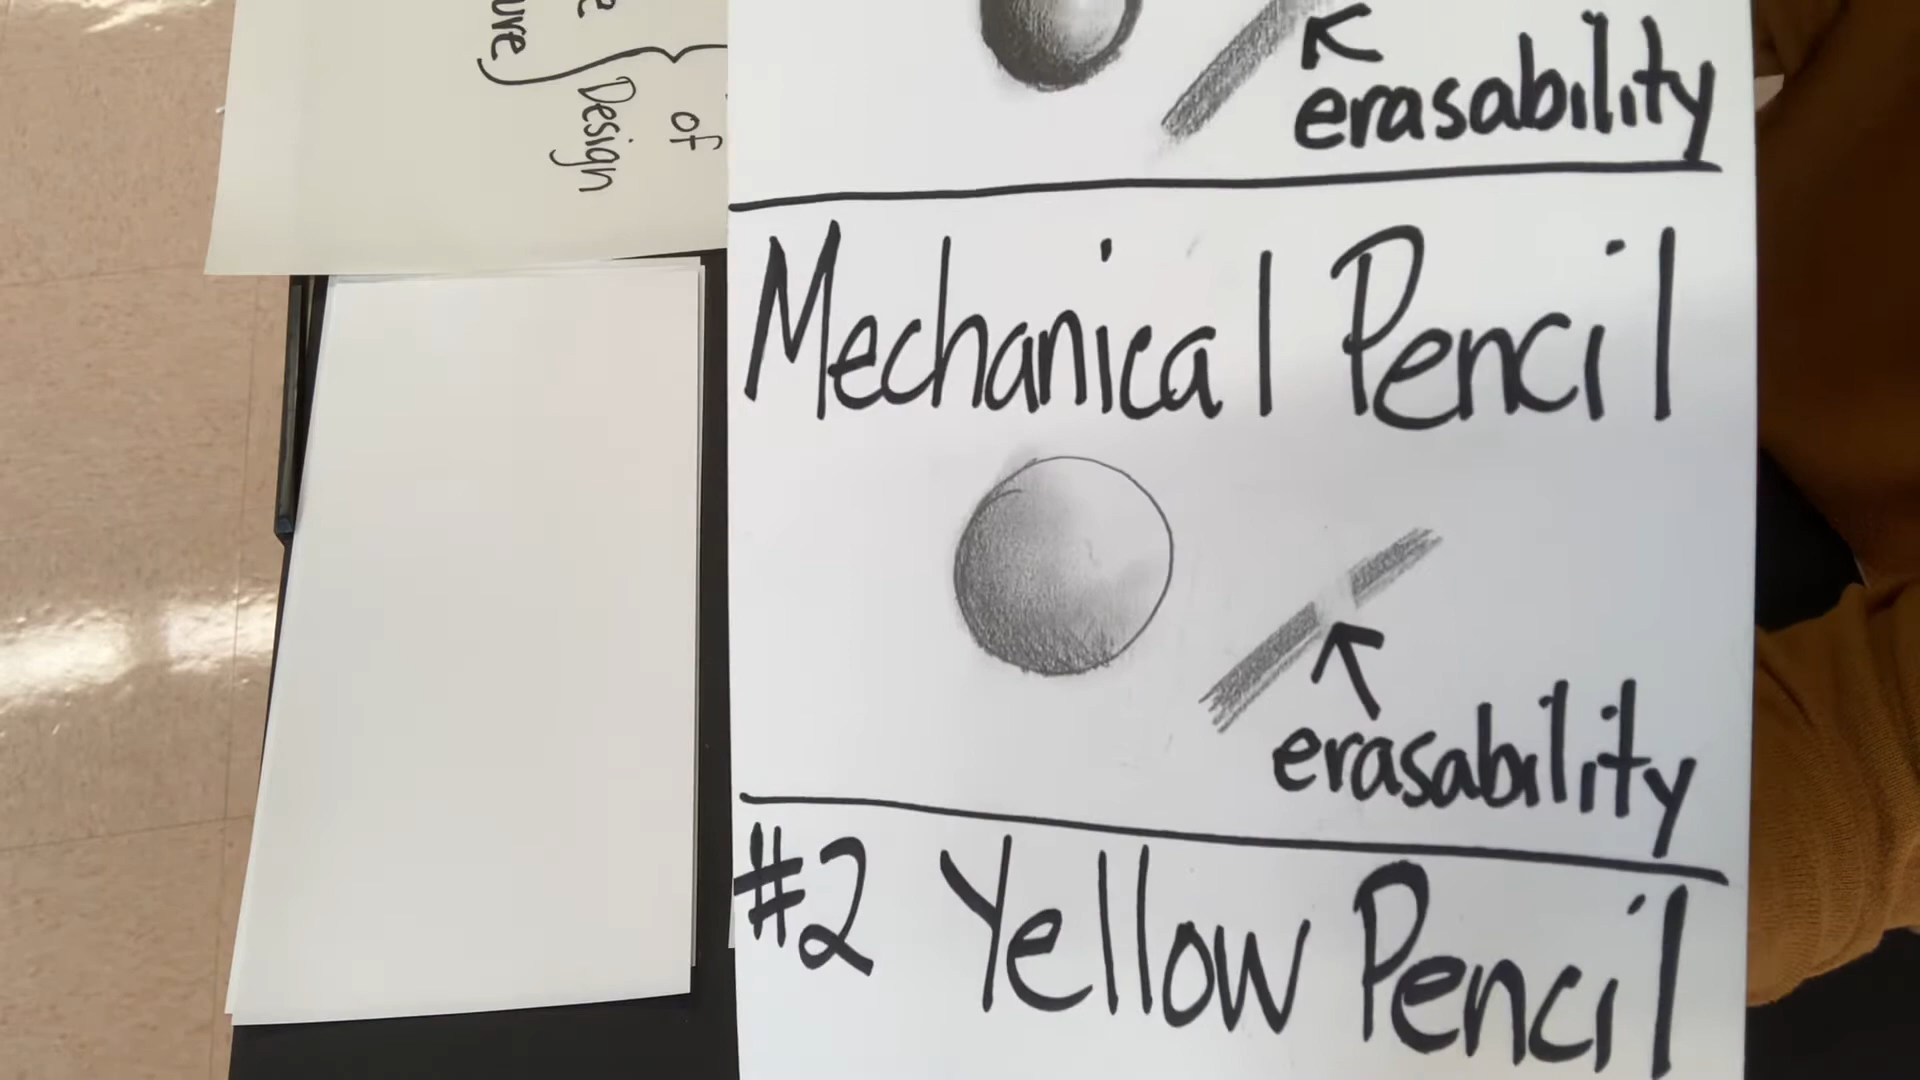 of
Design
erasability
Mechanical Pencil
erasability
#2 Yellow Pencil